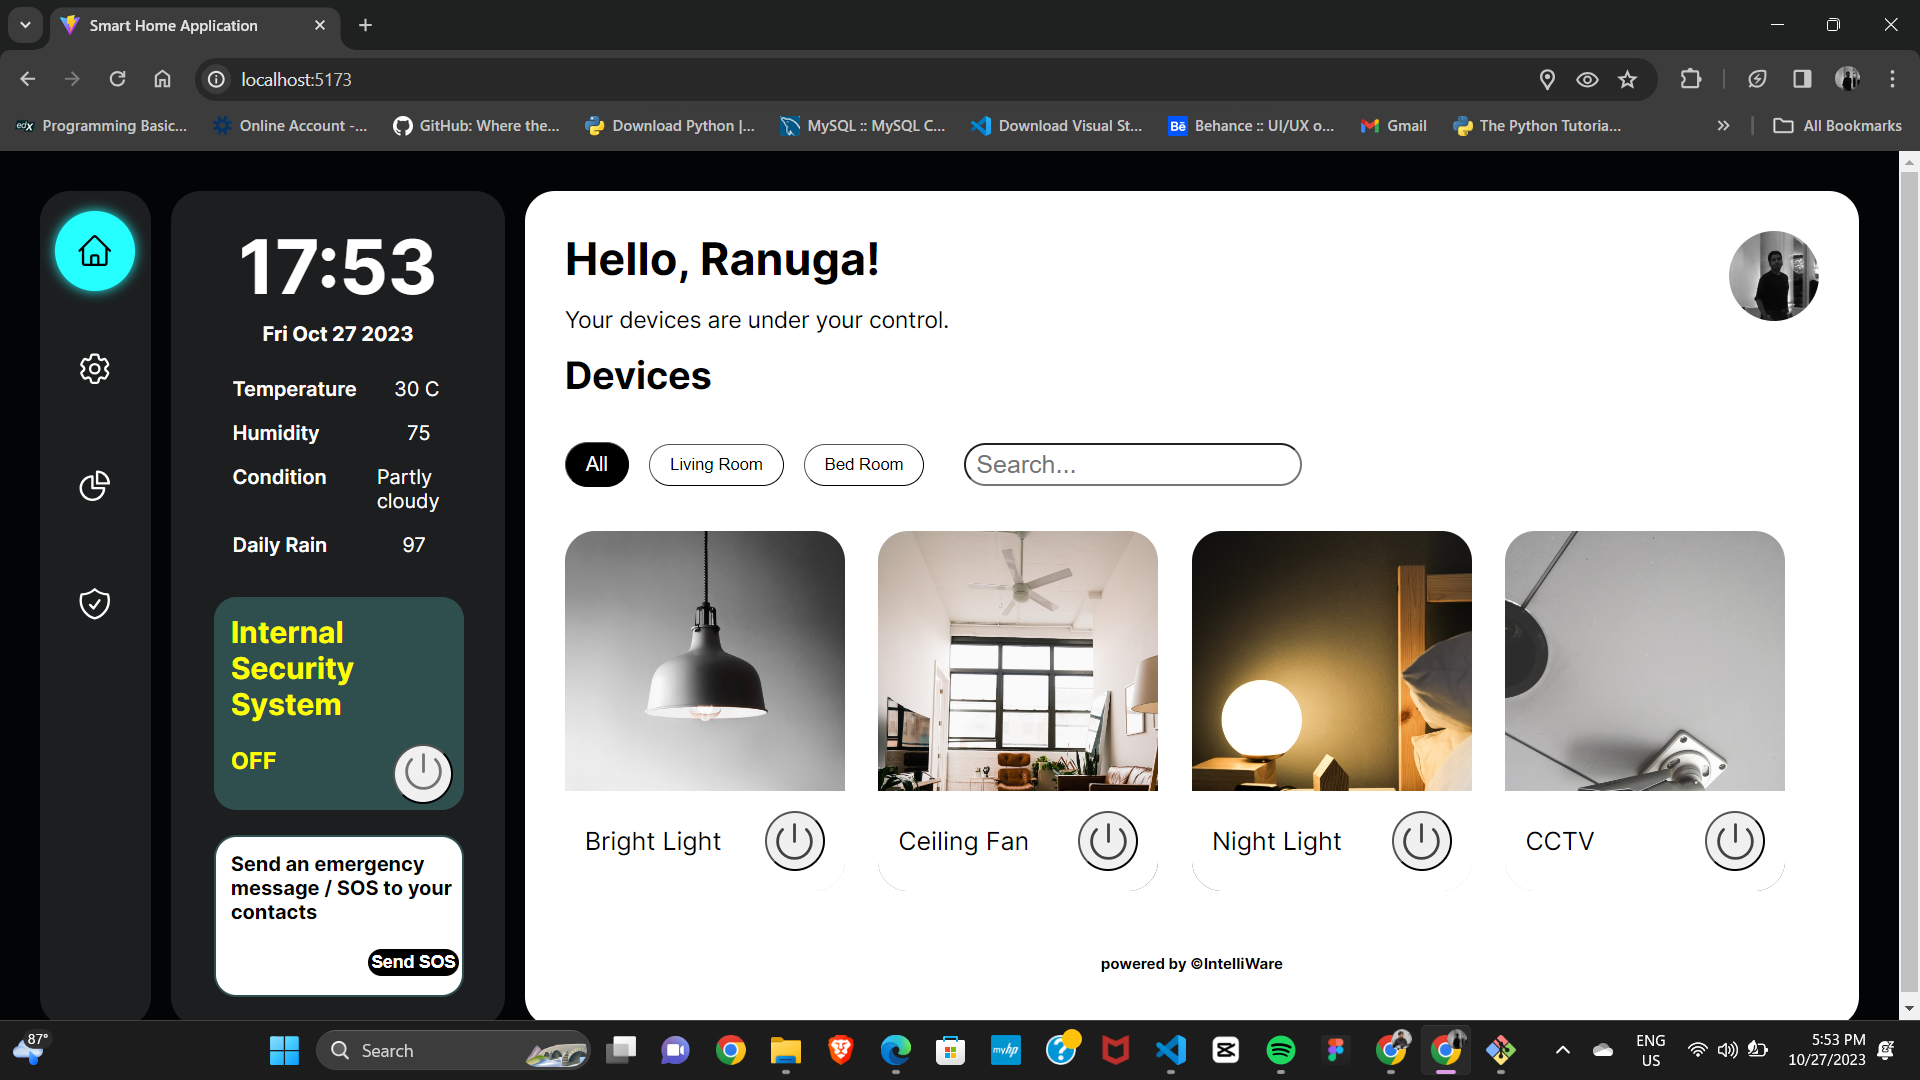 Smart Home Application
localhost:5173
edX Programming Basic... Online Account -... GitHub: Where the... Download Python |... MySQL :: MySQL C... Download Visual St... Bē Behance :: UI/UX o... Gmail The Python Tutoria... All Bookmarks
17:53
Fri Oct 27 2023
Temperature 30 C
Humidity 75
Condition Partly
cloudy
Daily Rain 97
Internal
Security
System
OFF
Send an emergency
message / SOS to your
contacts
Send SOS
Hello, Ranuga!
Your devices are under your control.
Devices
All Living Room Bed Room Search...
Bright Light Ceiling Fan Night Light CCTV
powered by ©IntelliWare
87°
Search
myhp
ENG
US
5:53 PM
10/27/2023